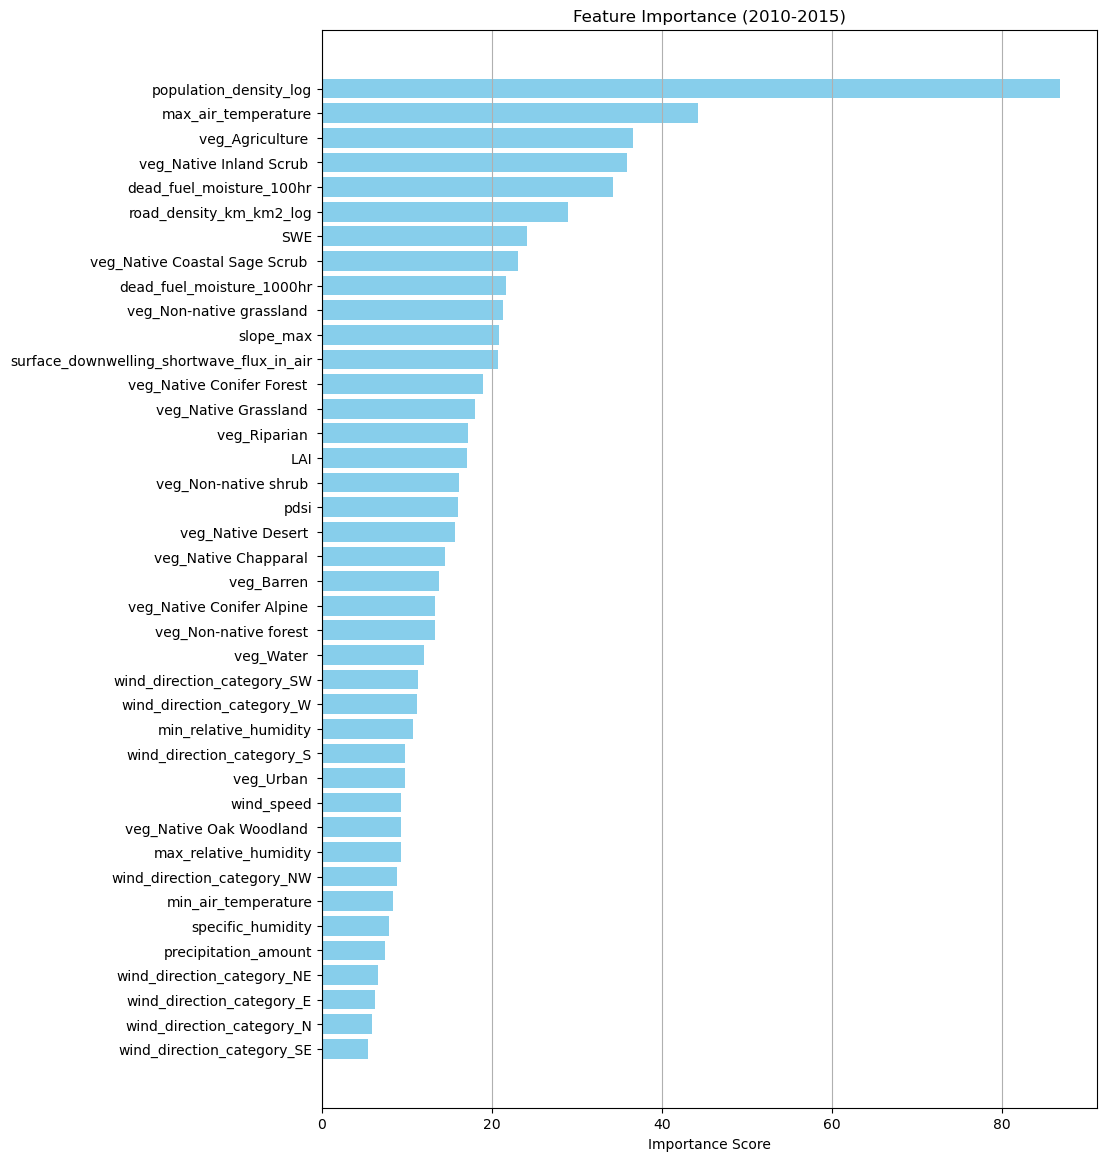 Feature Importance (2010-2015)
population_density_log
max_air_temperature
veg_Agriculture
veg_Native Inland Scrub
dead_fuel_moisture_100hr
road_density_km_km2_log
SWE
veg_Native Coastal Sage Scrub
dead_fuel_moisture_1000hr
veg_Non-native grassland
slope_max
surface_downwelling_shortwave_flux_in_air
veg_Native Conifer Forest
veg_Native Grassland
veg_Riparian
LAI
veg_Non-native shrub
pdsi
veg_Native Desert
veg_Native Chapparal
veg_Barren
veg_Native Conifer Alpine
veg_Non-native forest
veg_Water
wind_direction_category_SW
wind_direction_category_W
min_relative_humidity
wind_direction_category_S
veg_Urban
wind_speed
veg_Native Oak Woodland
max_relative_humidity
wind_direction_category_NW
min_air_temperature
specific_humidity
precipitation_amount
wind_direction_category_NE
wind_direction_category_E
wind_direction_category_N
wind_direction_category_SE
0 20 40 60 80
Importance Score